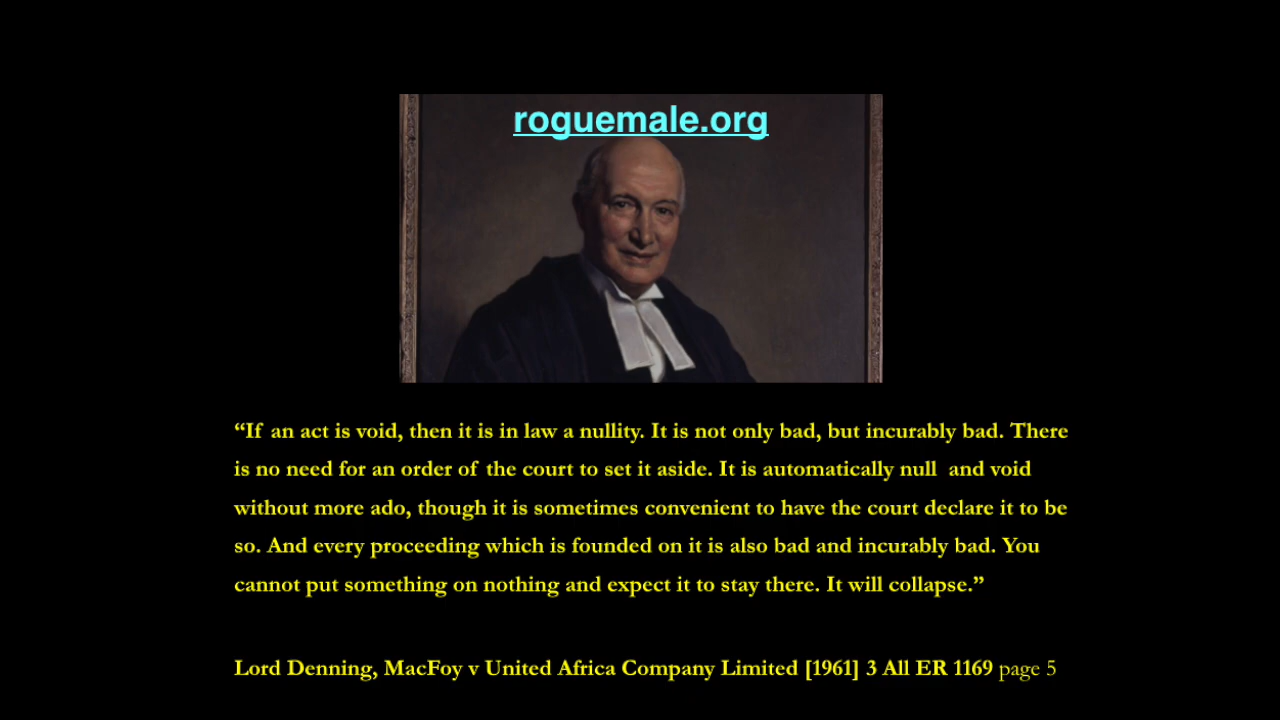 roguemale.org
“If an act is void, then it is in law a nullity. It is not only bad, but incurably bad. There
is no need for an order of the court to set it aside. It is automatically null  and void
without more ado, though it is sometimes convenient to have the court declare it to be
so. And every proceeding which is founded on it is also bad and incurably bad. You
cannot put something on nothing and expect it to stay there. It will collapse.”
Lord Denning, MacFoy v United Africa Company Limited [1961] 3 All ER 1169 page 5